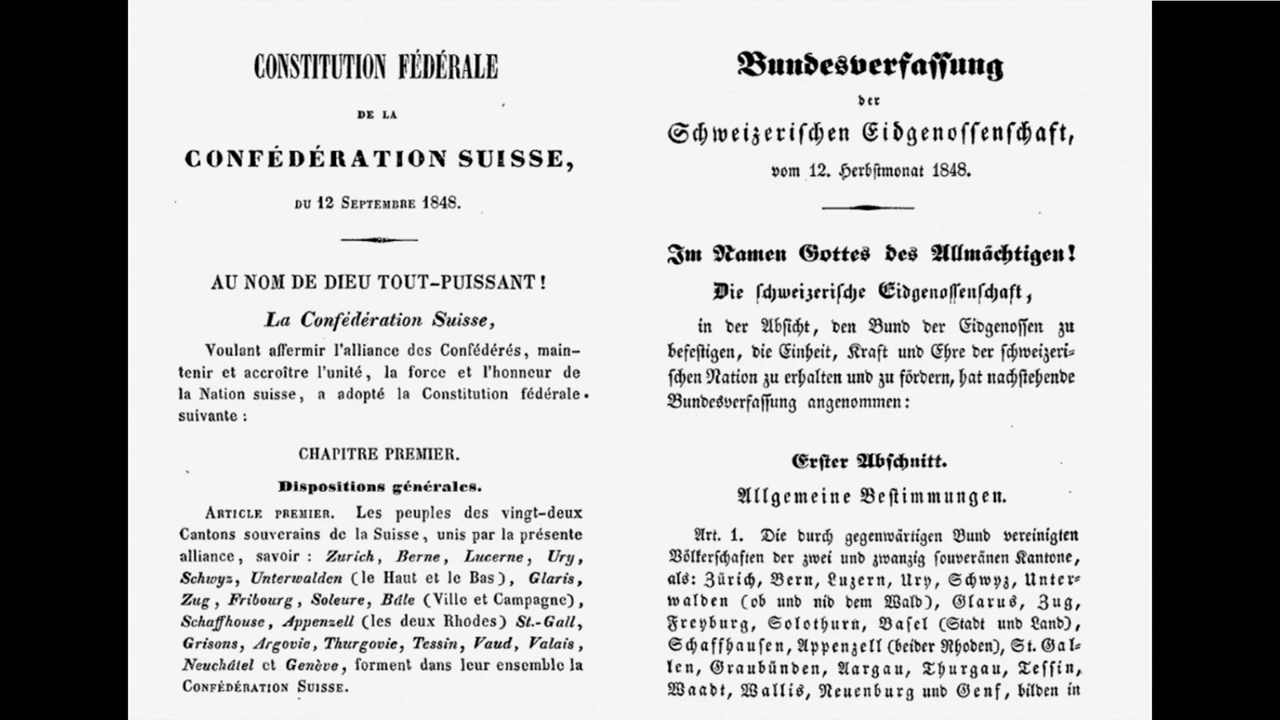 CONSTITUTION FÉDÉRALE
DE LA
CONFÉDÉRATION SUISSE,
DU 12 SEPTEMBRE 1848.
AU NOM DE DIEU TOUT-PUISSANT!
La Confédération Suisse,
Voulant affermir l'alliance des Confédérés, main-
tenir et accroître l'unité, la force et l'honneur de
la Nation suisse, a adopté la Constitution fédérale
suivante :
CHAPITRE PREMIER.
Dispositions générales.
ARTICLE PREMIER. Les peuples des vingt-deux
Cantons souverains de la Suisse, unis par la présente
alliance, savoir : Zurich, Berne, Lucerne, Ury,
Schwyz, Unterwalden (le Haut et le Bas), Glaris,
Zug, Fribourg, Soleure, Bâle (Ville et Campagne),
Schaffhouse, Appenzell (les deux Rhodes) St.-Gall,
Grisons, Argovie, Thurgovie, Tessin, Vaud, Valais,
Neuchâtel et Genève, forment dans leur ensemble la
CONFÉDÉRATION SUISSE.
Bundesverfassung
der
Schweizerischen Eidgenossenschaft,
vom 12. Herbstmonat 1848.
Im Namen Gottes des Allmächtigen!
Die schweizerische Eidgenossenschaft,
in der Absicht, den Bund der Eidgenossen zu
befestigen, die Einheit, Kraft und Ehre der schweizeri-
schen Nation zu erhalten und zu fördern, hat nachstehende
Bundesverfassung angenommen:
Erster Abschnitt.
Allgemeine Bestimmungen.
Art. 1. Die durch gegenwärtigen Bund vereinigten
Völkerschaften der zwei und zwanzig souveränen Kantone,
als: Zürich, Bern, Luzern, Ury, Schwyz, Unter-
walden (ob und nid dem Wald), Glarus, Zug,
Freyburg, Solothurn, Basel (Stadt und Land),
Schaffhausen, Appenzell (beider Rhoden), St. Gal-
len, Graubünden, Aargau, Thurgau, Tessin,
Waadt, Wallis, Neuenburg und Genf, bilden in